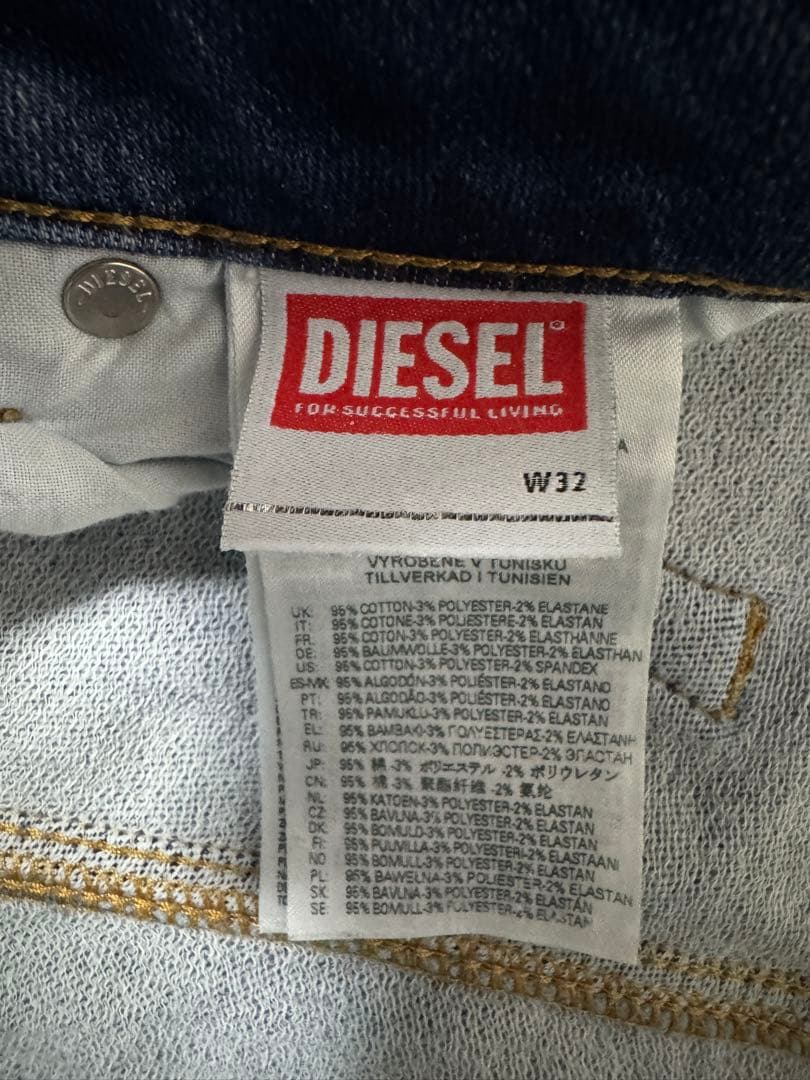 DIESEL
DIESEL
FOR SUCCESSFUL LIVING
A
W32
VYROBENÉ V TUNISKU
TILLVERKAD I TUNISIEN
UK: 95% COTTON-3% POLYESTER-2% ELASTANE
IT: 95% COTONE-3% POLIESTERE-2% ELASTAN
FR: 95% COTON-3% POLYESTER-2% ELASTHANNE
DE: 95% BAUMWOLLE-3% POLYESTER-2% ELASTHAN
US: 95% COTTON-3% POLYESTER-2% SPANDEX
ES-MX: 95% ALGODÓN-3% POLIÉSTER-2% ELASTANO
PT: 95% ALGODÃO-3% POLIÉSTER-2% ELASTANO
TR: 95% PAMUKLU-3% POLYESTER-2% ELASTAN
EL: 95% ΒΑΜΒΑΚΙ-3% ΠΟΛΥΕΣΤΕΡΑΣ-2% ΕΛΑΣΤΑΝΗ
RU: 95% ХЛОПОК-3% ПОЛИЭСТЕР-2% ЭЛАСТАН
JP: 95% 綿 -3% ポリエステル -2% ポリウレタン
CN: 95% 棉 -3% 聚酯纤维 -2% 氨纶
NL: 95% KATOEN-3% POLYESTER-2% ELASTAN
CZ: 95% BAVLNA-3% POLYESTER-2% ELASTAN
DK: 95% BOMULD-3% POLYESTER-2% ELASTAN
FI: 95% PUUVILLA-3% POLYESTERI-2% ELASTAANI
NO: 95% BOMULL-3% POLYESTER-2% ELASTAN
PL: 95% BAWEŁNA-3% POLIESTER-2% ELASTAN
SK: 95% BAVLNA-3% POLYESTER-2% ELASTAN
SE: 95% BOMULL-3% POLYESTER-2% ELASTAN